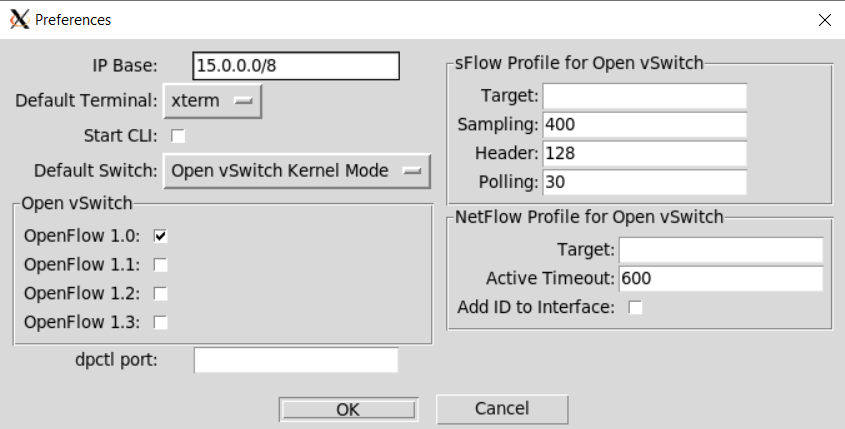 Preferences
IP Base: 15.0.0.0/8
Default Terminal: xterm
Start CLI:
Default Switch: Open vSwitch Kernel Mode
Open vSwitch
OpenFlow 1.0:
OpenFlow 1.1:
OpenFlow 1.2:
OpenFlow 1.3:
dpctl port:
sFlow Profile for Open vSwitch
Target:
Sampling: 400
Header: 128
Polling: 30
NetFlow Profile for Open vSwitch
Target:
Active Timeout: 600
Add ID to Interface:
OK
Cancel